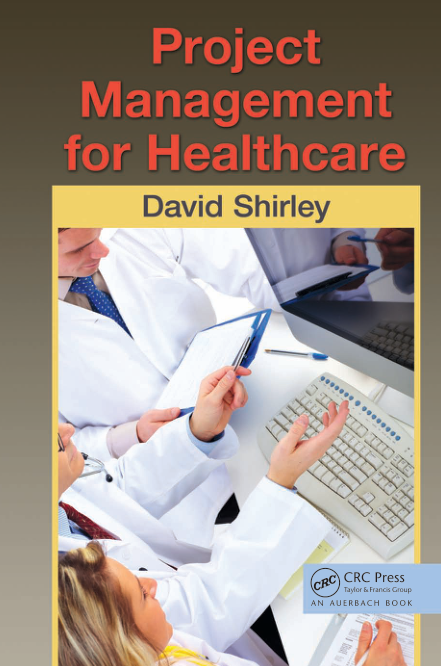 Project
Management
for Healthcare
David Shirley
CRC
CRC Press
Taylor & Francis Group
AN AUERBACH BOOK